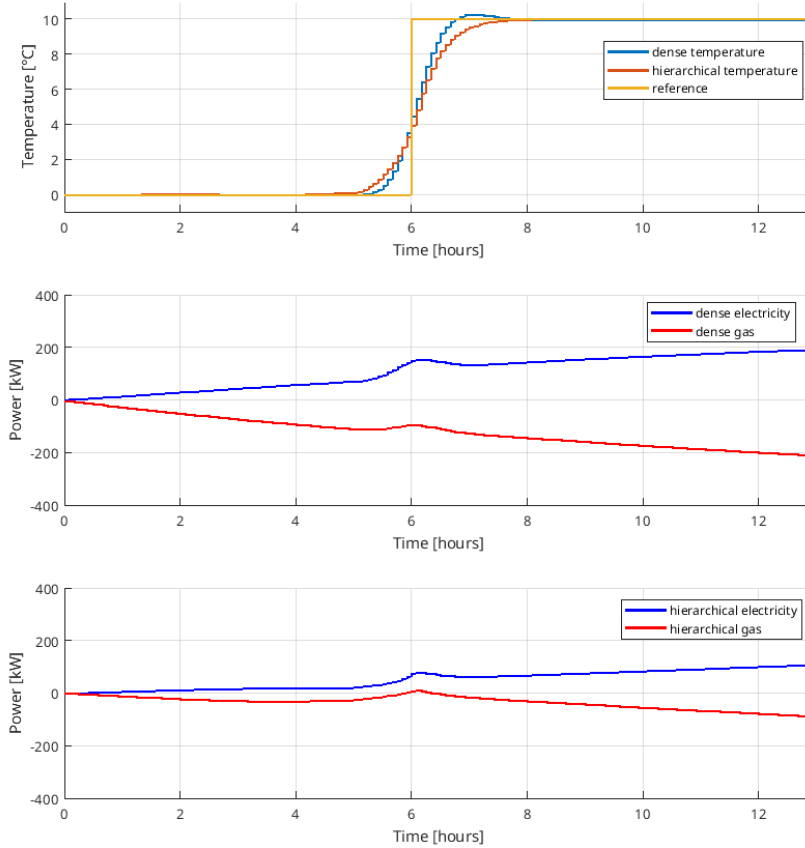 10
8
6
4
2
0
Temperature [°C]
dense temperature
hierarchical temperature
reference
0 2 4 6 8 10 12
Time [hours]
400
200
0
-200
-400
Power [kW]
dense electricity
dense gas
0 2 4 6 8 10 12
Time [hours]
400
200
0
-200
-400
Power [kW]
hierarchical electricity
hierarchical gas
0 2 4 6 8 10 12
Time [hours]